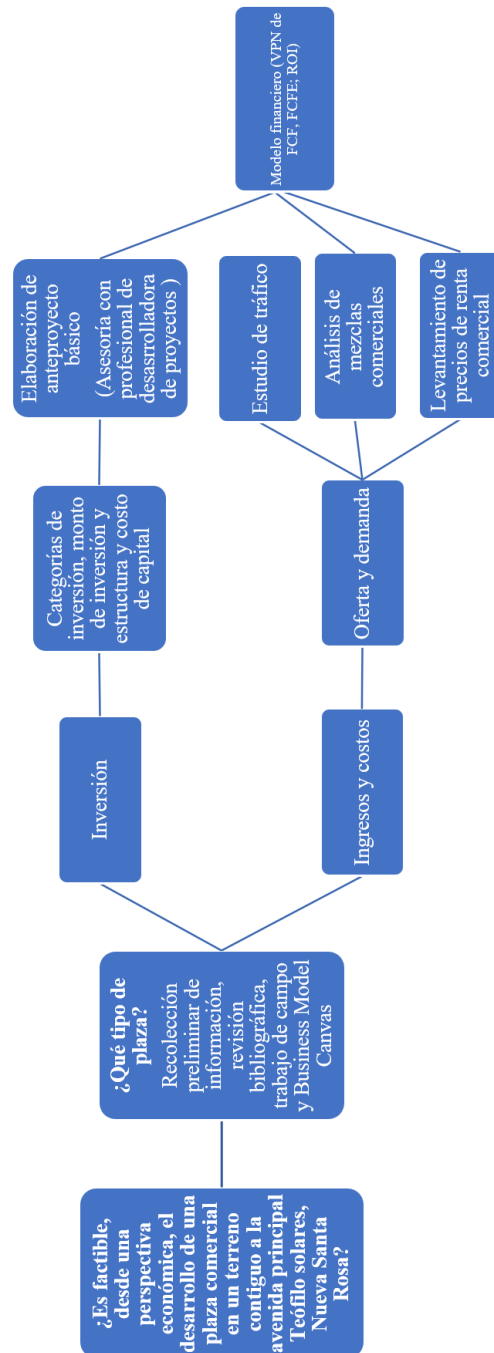 ¿Es factible,
desde una
perspectiva
económica, el
desarrollo de una
plaza comercial
en un terreno
contiguo a la
avenida principal
Teófilo solares,
Nueva Santa
Rosa?
¿Qué tipo de
plaza?
Recolección
preliminar de
información,
revisión
bibliográfica,
trabajo de campo
y Business Model
Canvas
Inversión
Categorías de
inversión, monto
de inversión y
estructura y costo
de capital
Elaboración de
anteproyecto
básico
(Asesoría con
profesional de
desasrrolladora
de proyectos )
Ingresos y costos
Oferta y demanda
Estudio de tráfico
Análisis de
mezclas
comerciales
Levantamiento de
precios de renta
comercial
Modelo financiero (VPN de
FCF, FCFE; ROI)